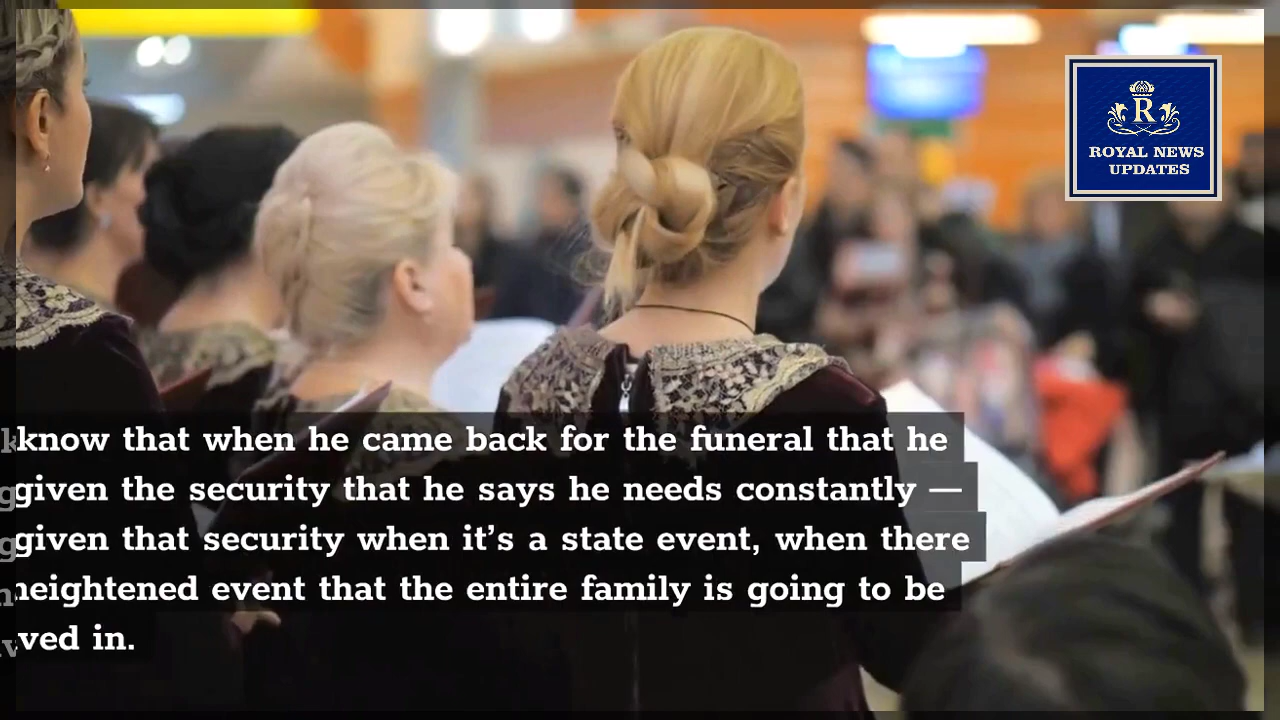 R
ROYAL NEWS
UPDATES
know that when he came back for the funeral that he
given the security that he says he needs constantly —
given that security when it’s a state event, when there
heightened event that the entire family is going to be
ved in.